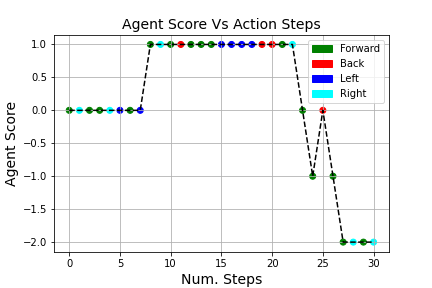 Agent Score Vs Action Steps
1.0
0.5
0.0
−0.5
−1.0
−1.5
−2.0
Agent Score
Forward
Back
Left
Right
0 5 10 15 20 25 30
Num. Steps